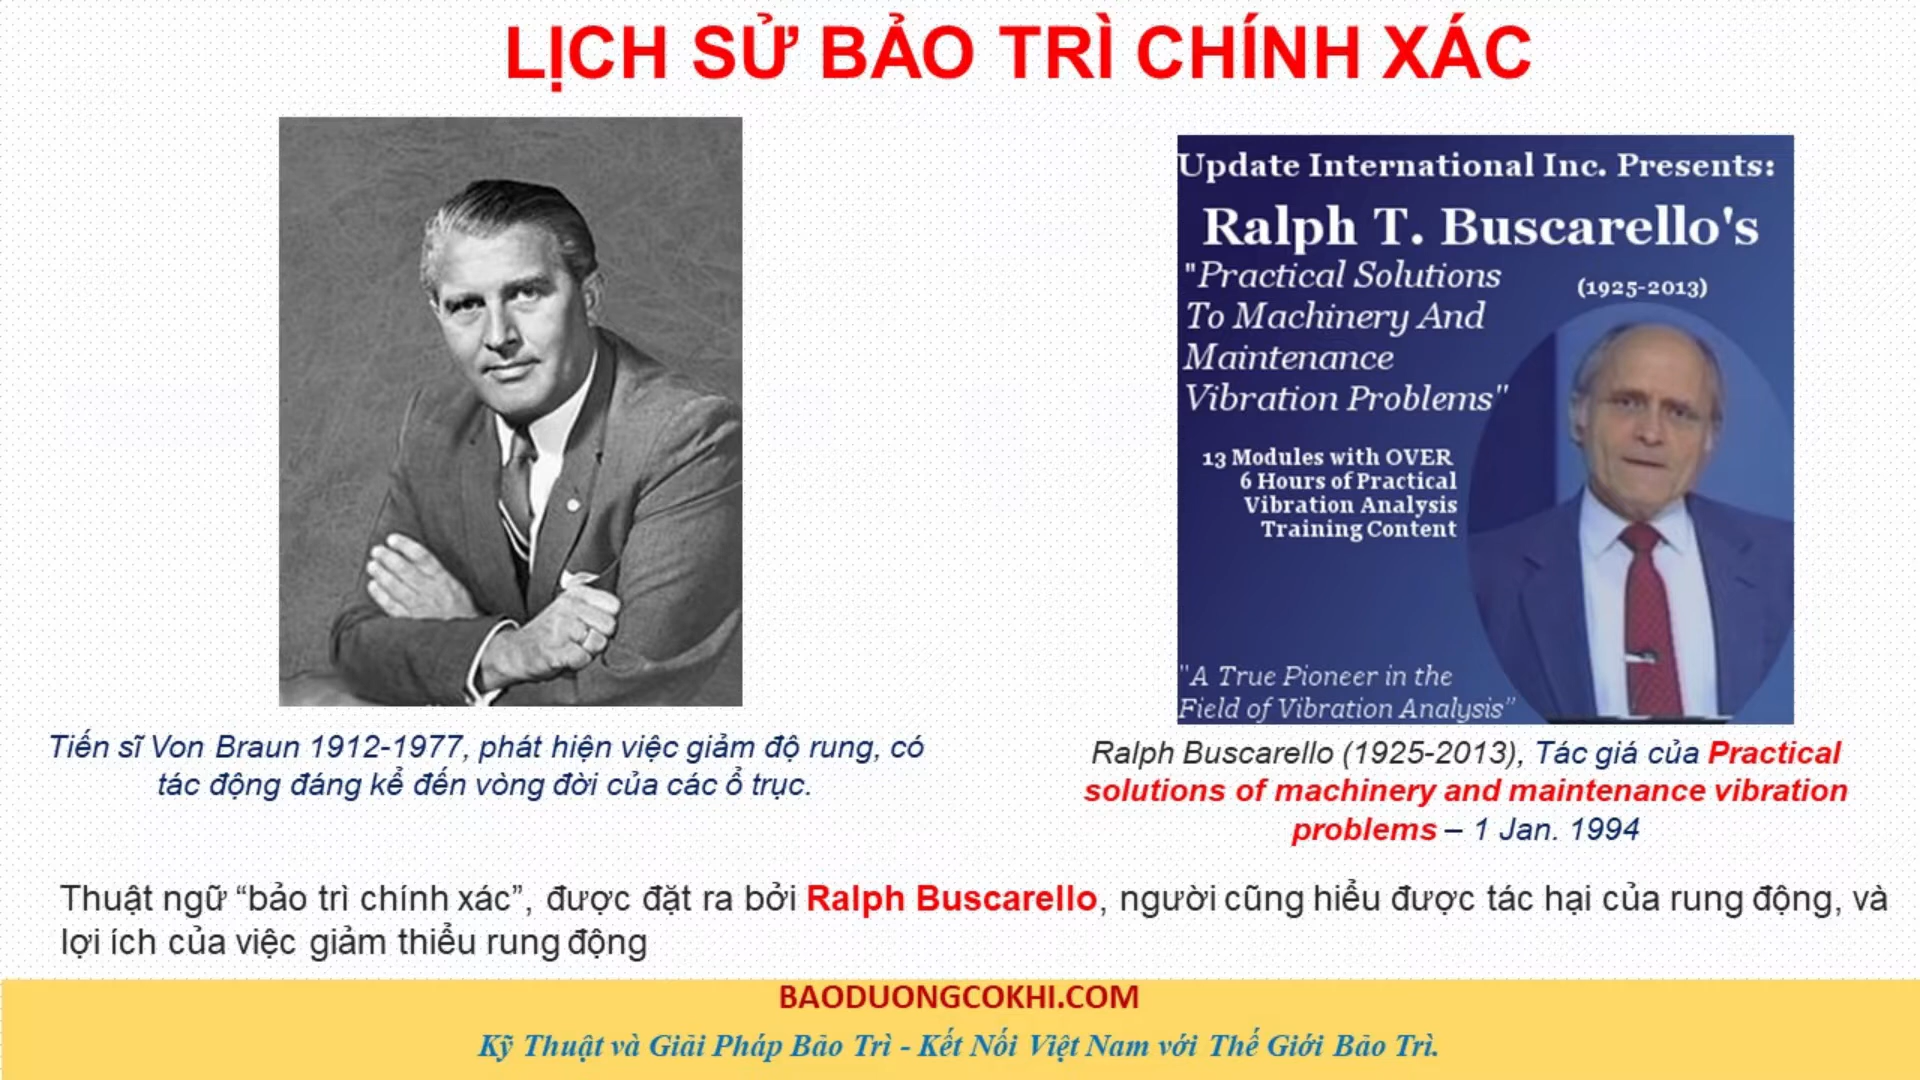 LỊCH SỬ BẢO TRÌ CHÍNH XÁC
Update International Inc. Presents:
Ralph T. Buscarello's
"Practical Solutions
To Machinery And
Maintenance
Vibration Problems"
(1925-2013)
13 Modules with OVER
6 Hours of Practical
Vibration Analysis
Training Content
"A True Pioneer in the
Field of Vibration Analysis"
Tiến sĩ Von Braun 1912-1977, phát hiện việc giảm độ rung, có
tác động đáng kể đến vòng đời của các ổ trục.
Ralph Buscarello (1925-2013), Tác giá của Practical
solutions of machinery and maintenance vibration
problems – 1 Jan. 1994
Thuật ngữ “bảo trì chính xác”, được đặt ra bởi Ralph Buscarello, người cũng hiểu được tác hại của rung động, và
lợi ích của việc giảm thiểu rung động
BAODUONGCOKHI.COM
Kỹ Thuật và Giải Pháp Bảo Trì - Kết Nối Việt Nam với Thế Giới Bảo Trì.